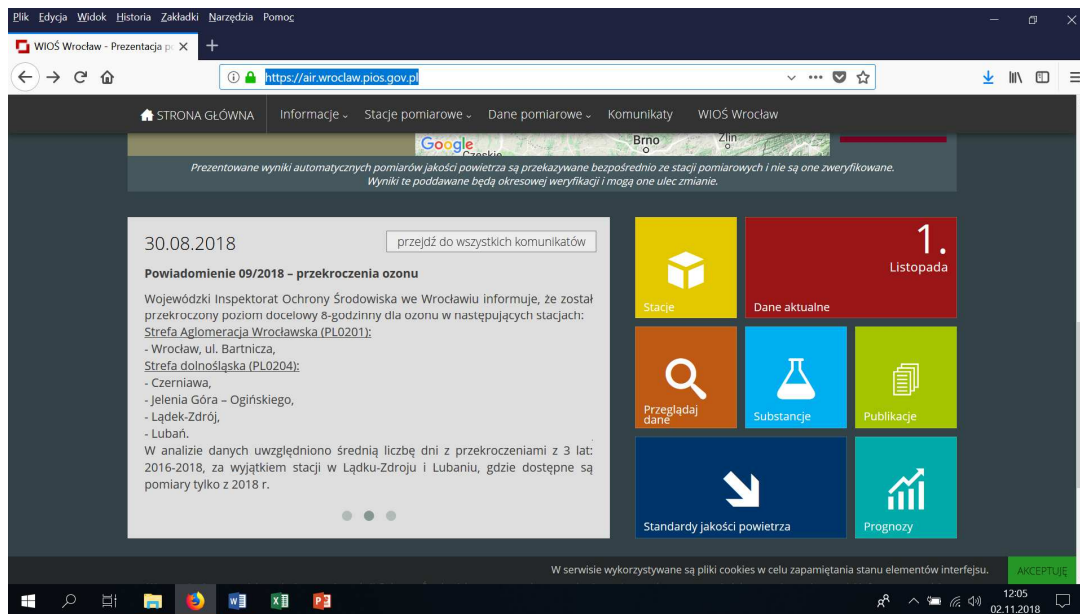 Plik Edycja Widok Historia Zakładki Narzędzia Pomoc
WIOŚ Wrocław - Prezentacja
https://air.wroclaw.pios.gov.pl
STRONA GŁÓWNA Informacje Stacje pomiarowe Dane pomiarowe Komunikaty WIOŚ Wrocław
Google Brno Zlin
Prezentowane wyniki automatycznych pomiarów jakości powietrza są przekazywane bezpośrednio ze stacji pomiarowych i nie są one zweryfikowane.
Wyniki te poddawane będą okresowej weryfikacji i mogą one ulec zmianie.
30.08.2018
przejdź do wszystkich komunikatów
Powiadomienie 09/2018 – przekroczenia ozonu
Wojewódzki Inspektorat Ochrony Środowiska we Wrocławiu informuje, że został
przekroczony poziom docelowy 8-godzinny dla ozonu w następujących stacjach:
Strefa Aglomeracja Wrocławska (PL0201):
- Wrocław, ul. Bartnicza,
Strefa dolnośląska (PL0204):
- Czerniawa,
- Jelenia Góra – Ogińskiego,
- Lądek-Zdrój,
- Lubań.
W analizie danych uwzględniono średnią liczbę dni z przekroczeniami z 3 lat:
2016-2018, za wyjątkiem stacji w Lądku-Zdroju i Lubaniu, gdzie dostępne są
pomiary tylko z 2018 r.
Stacje
1.
Listopada
Dane aktualne
Przeglądaj
dane
Substancje
Publikacje
Standardy jakości powietrza
Prognozy
W serwisie wykorzystywane są pliki cookies w celu zapamiętania stanu elementów interfejsu.
AKCEPTUJĘ
12:05
02.11.2018